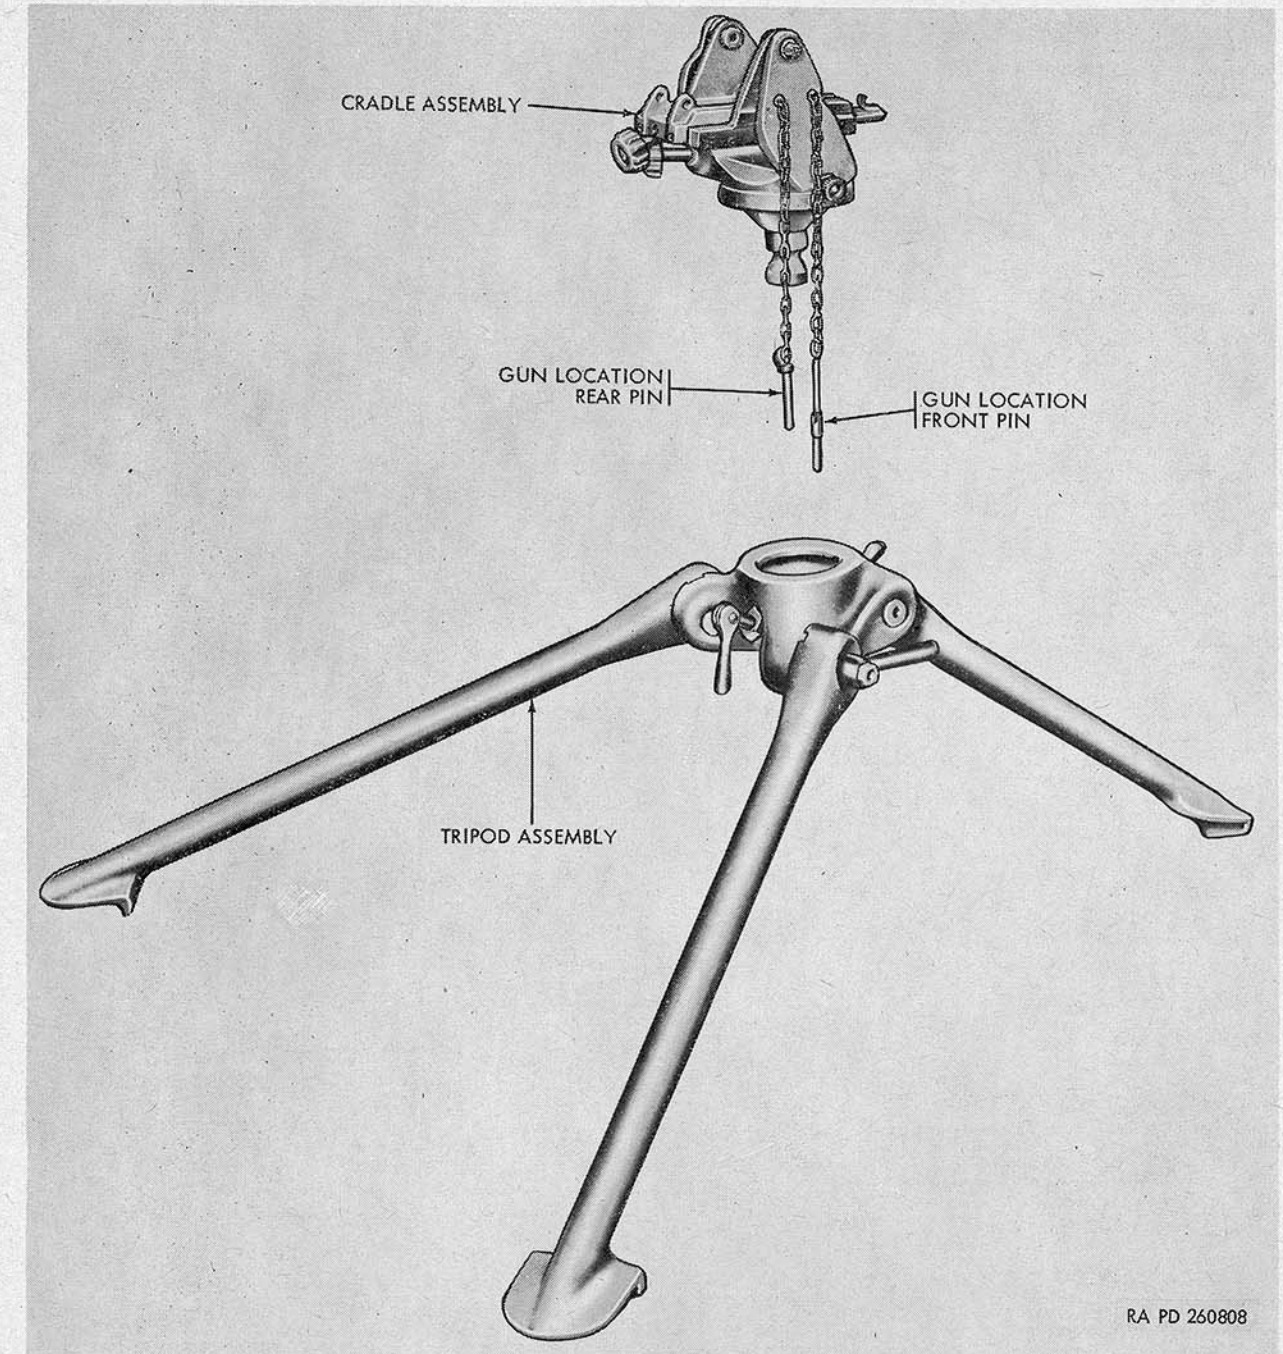 CRADLE ASSEMBLY
GUN LOCATION
REAR PIN
GUN LOCATION
FRONT PIN
TRIPOD ASSEMBLY
RA PD 260808